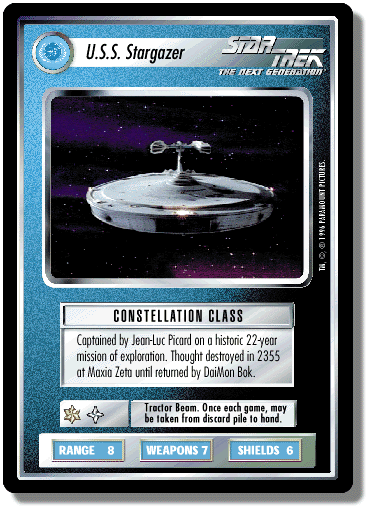 U.S.S. Stargazer
STAR TREK
THE NEXT GENERATION
TM, © ® 1996 PARAMOUNT PICTURES.
CONSTELLATION CLASS
Captained by Jean-Luc Picard on a historic 22-year
mission of exploration. Thought destroyed in 2355
at Maxia Zeta until returned by DaiMon Bok.
Tractor Beam. Once each game, may
be taken from discard pile to hand.
RANGE 8 WEAPONS 7 SHIELDS 6